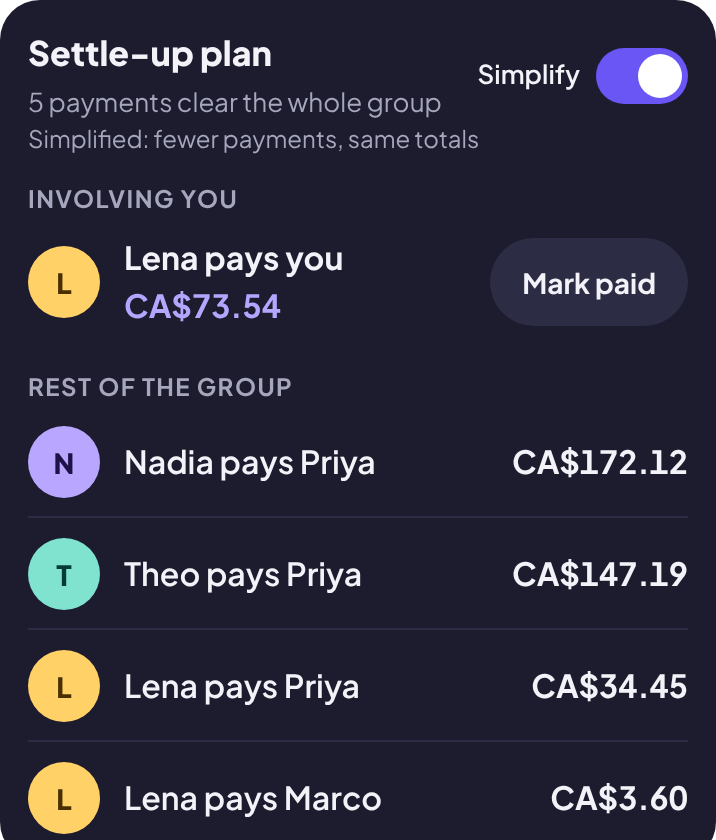 Settle-up plan
Simplify
5 payments clear the whole group
Simplified: fewer payments, same totals
INVOLVING YOU
L
Lena pays you
CA$73.54
Mark paid
REST OF THE GROUP
N Nadia pays Priya CA$172.12
T Theo pays Priya CA$147.19
L Lena pays Priya CA$34.45
L Lena pays Marco CA$3.60